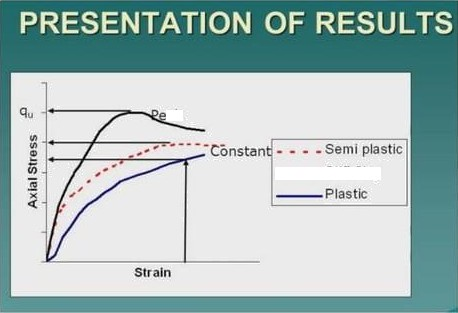 PRESENTATION OF RESULTS
qu
Pe
Constant
Semi plastic
Plastic
Axial Stress
Strain